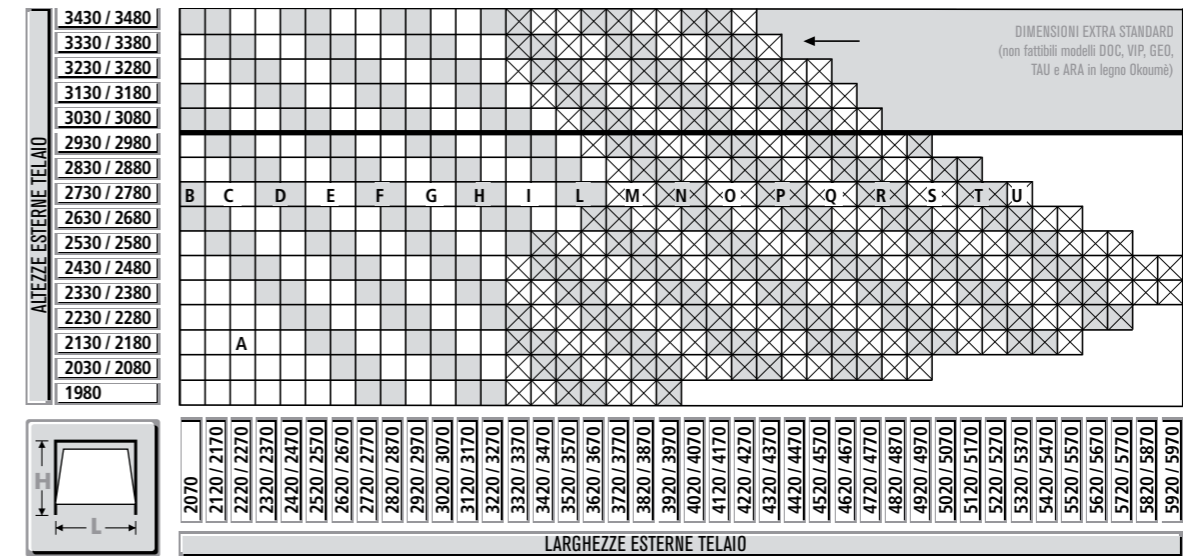 3430 / 3480
3330 / 3380
3230 / 3280
3130 / 3180
3030 / 3080
2930 / 2980
2830 / 2880
2730 / 2780
2630 / 2680
2530 / 2580
2430 / 2480
2330 / 2380
2230 / 2280
2130 / 2180
2030 / 2080
1980
ALTEZZE ESTERNE TELAIO
DIMENSIONI EXTRA STANDARD
(non fattibili modelli DOC, VIP, GEO,
TAU e ARA in legno Okoumè)
B C D E F G H I L M N O P Q R S T U
A
H
L
2070
2120 / 2170
2220 / 2270
2320 / 2370
2420 / 2470
2520 / 2570
2620 / 2670
2720 / 2770
2820 / 2870
2920 / 2970
3020 / 3070
3120 / 3170
3220 / 3270
3320 / 3370
3420 / 3470
3520 / 3570
3620 / 3670
3720 / 3770
3820 / 3870
3920 / 3970
4020 / 4070
4120 / 4170
4220 / 4270
4320 / 4370
4420 / 4470
4520 / 4570
4620 / 4670
4720 / 4770
4820 / 4870
4920 / 4970
5020 / 5070
5120 / 5170
5220 / 5270
5320 / 5370
5420 / 5470
5520 / 5570
5620 / 5670
5720 / 5770
5820 / 5870
5920 / 5970
LARGHEZZE ESTERNE TELAIO